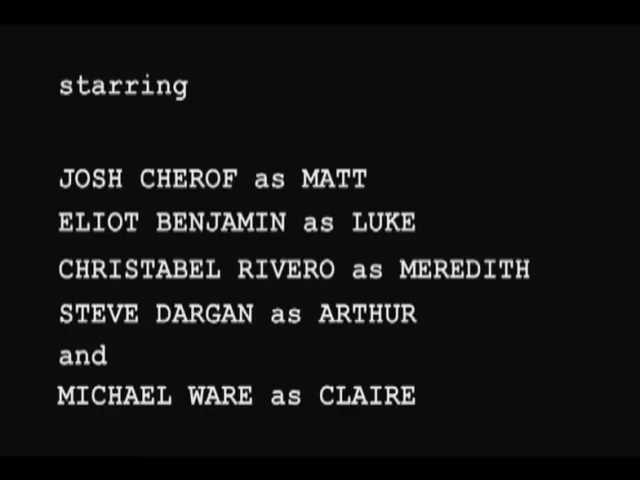 starring
JOSH CHEROF as MATT
ELIOT BENJAMIN as LUKE
CHRISTABEL RIVERO as MEREDITH
STEVE DARGAN as ARTHUR
and
MICHAEL WARE as CLAIRE